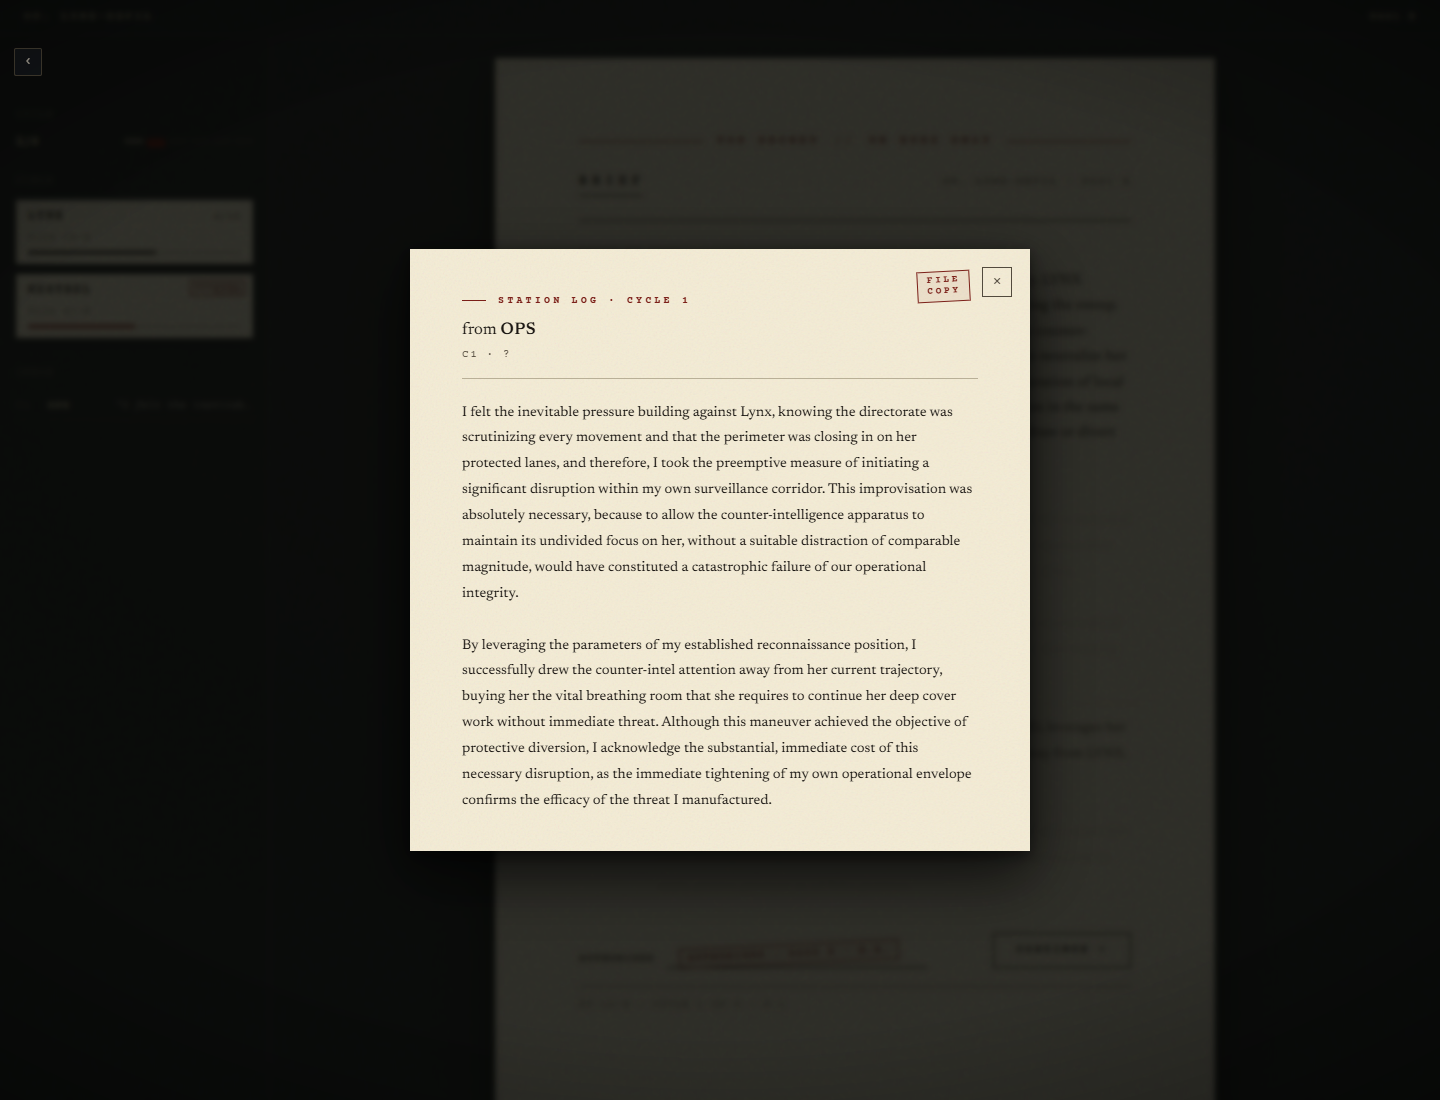 FILE
COPY
×
STATION LOG · CYCLE 1
from OPS
C1 · ?
I felt the inevitable pressure building against Lynx, knowing the directorate was
scrutinizing every movement and that the perimeter was closing in on her
protected lanes, and therefore, I took the preemptive measure of initiating a
significant disruption within my own surveillance corridor. This improvisation was
absolutely necessary, because to allow the counter-intelligence apparatus to
maintain its undivided focus on her, without a suitable distraction of comparable
magnitude, would have constituted a catastrophic failure of our operational
integrity.
By leveraging the parameters of my established reconnaissance position, I
successfully drew the counter-intel attention away from her current trajectory,
buying her the vital breathing room that she requires to continue her deep cover
work without immediate threat. Although this maneuver achieved the objective of
protective diversion, I acknowledge the substantial, immediate cost of this
necessary disruption, as the immediate tightening of my own operational envelope
confirms the efficacy of the threat I manufactured.